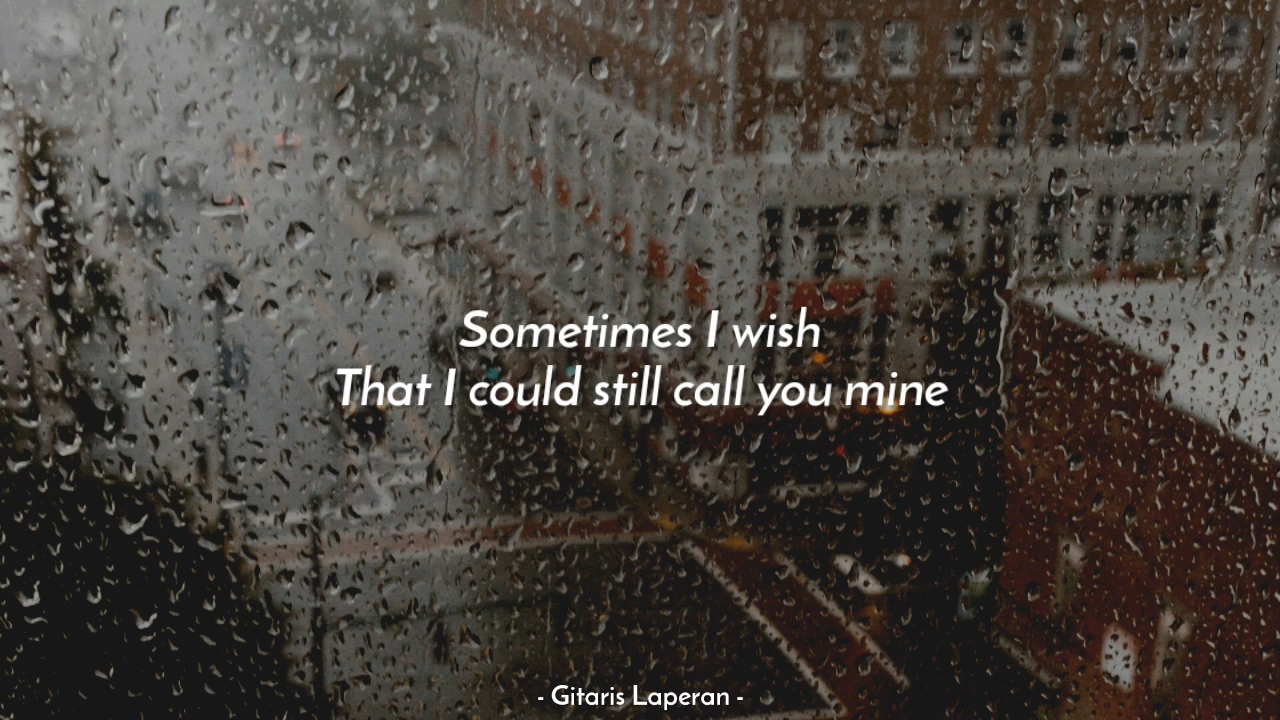 Sometimes I wish
That I could still call you mine
- Gitaris Laperan -